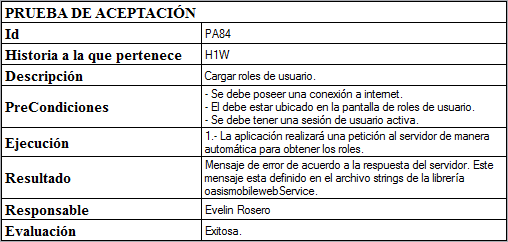 PRUEBA DE ACEPTACIÓN
Id PA84
Historia a la que pertenece H1W
Descripción Cargar roles de usuario.
PreCondiciones - Se debe poseer una conexión a internet.
- El debe estar ubicado en la pantalla de roles de usuario.
- Se debe tener una sesión de usuario activa.
Ejecución 1.- La aplicación realizará una petición al servidor de manera
automática para obtener los roles.
Resultado Mensaje de error de acuerdo a la respuesta del servidor. Este
mensaje esta definido en el archivo strings de la librería
oasismobilewebService.
Responsable Evelin Rosero
Evaluación Exitosa.